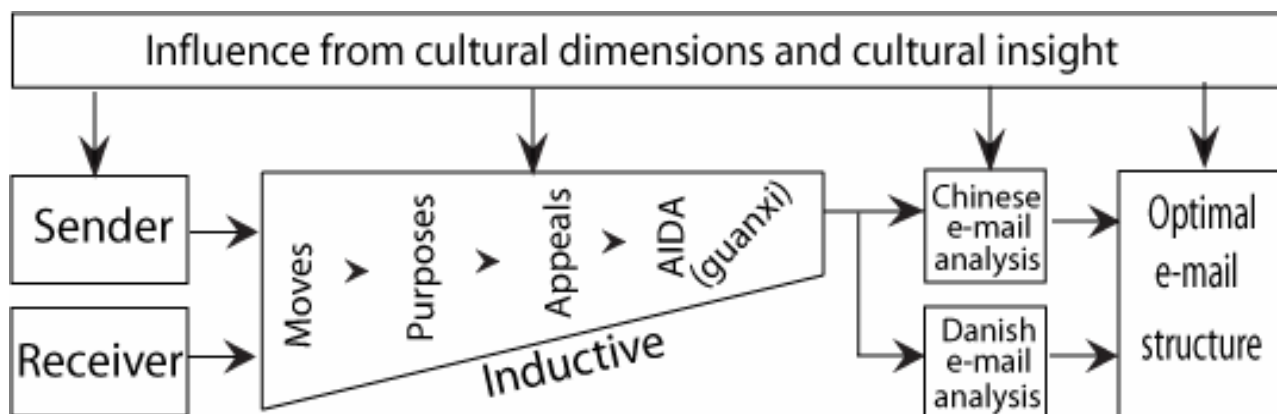 Influence from cultural dimensions and cultural insight
Sender
Receiver
Moves
Purposes
Appeals
AIDA
(guanxi)
Inductive
Chinese
e-mail
analysis
Danish
e-mail
analysis
Optimal
e-mail
structure